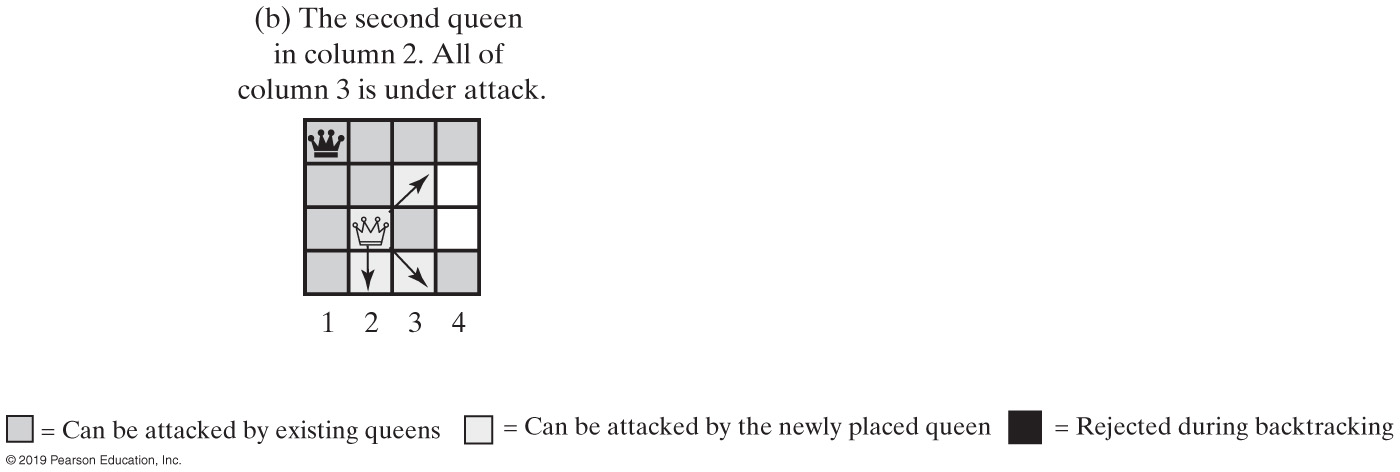 (b) The second queen
in column 2. All of
column 3 is under attack.
1 2 3 4
= Can be attacked by existing queens = Can be attacked by the newly placed queen = Rejected during backtracking
© 2019 Pearson Education, Inc.